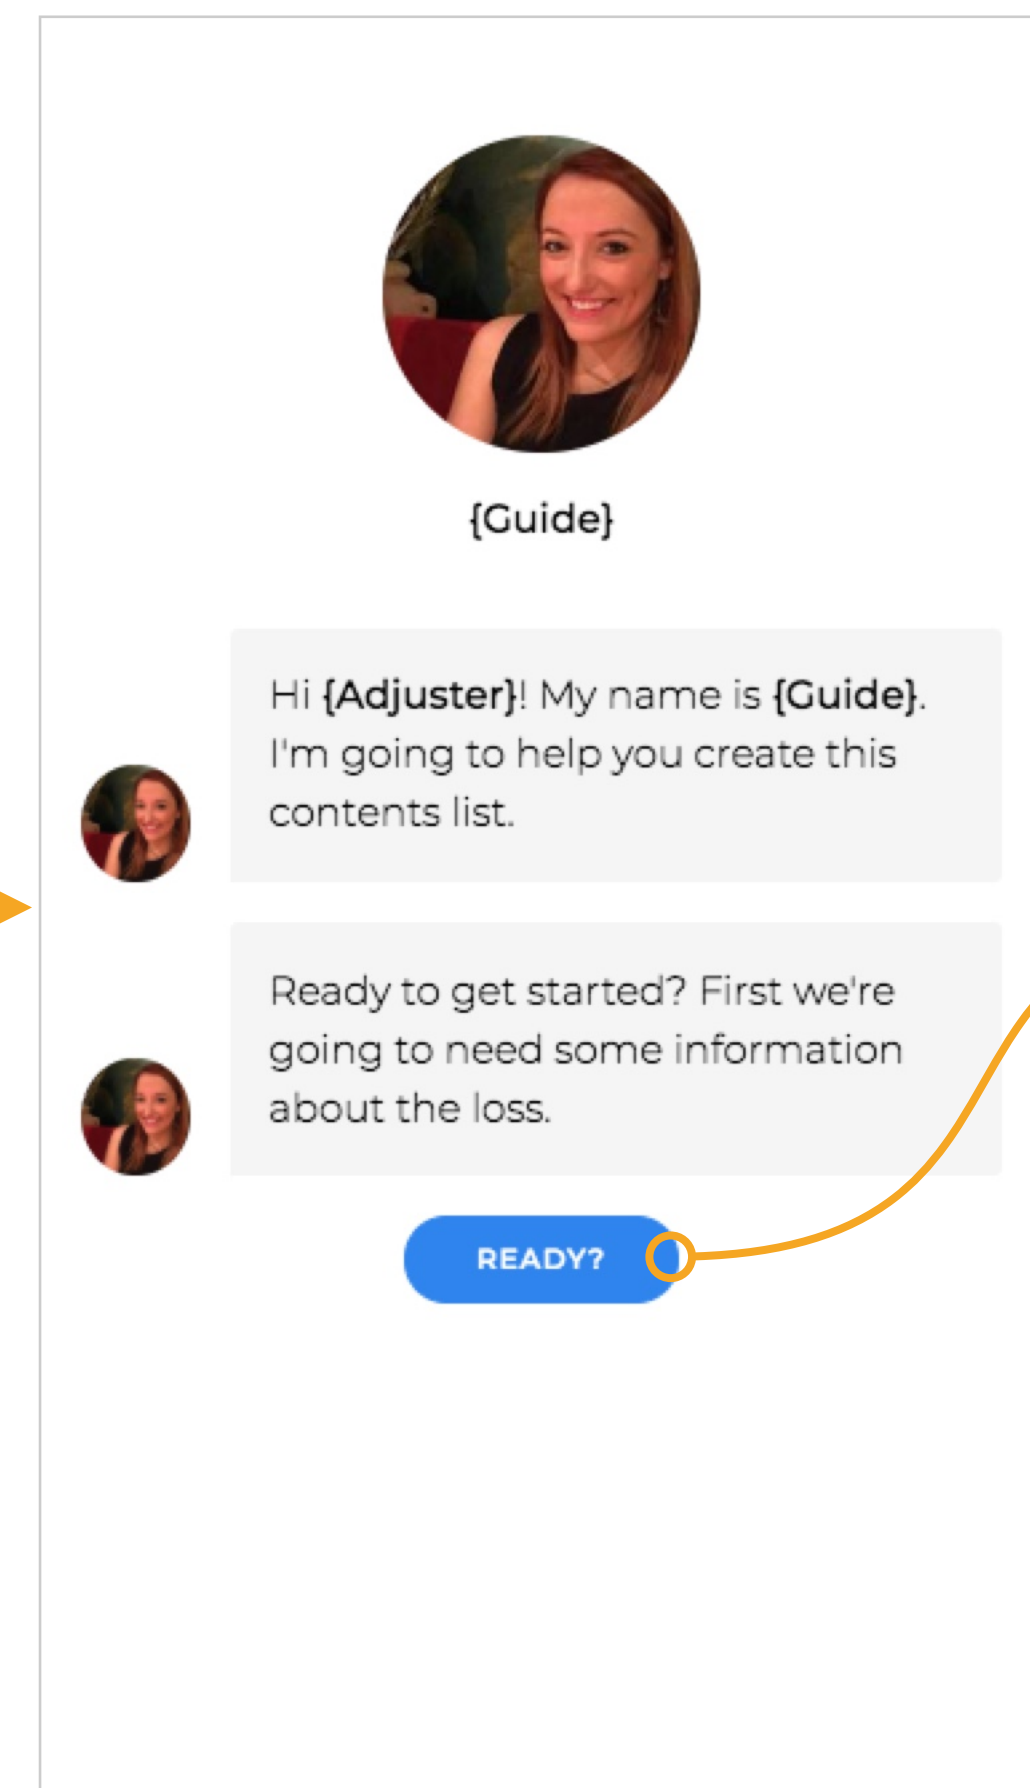 {Guide}
Hi {Adjuster}! My name is {Guide}.
I'm going to help you create this
contents list.
Ready to get started? First we're
going to need some information
about the loss.
READY?